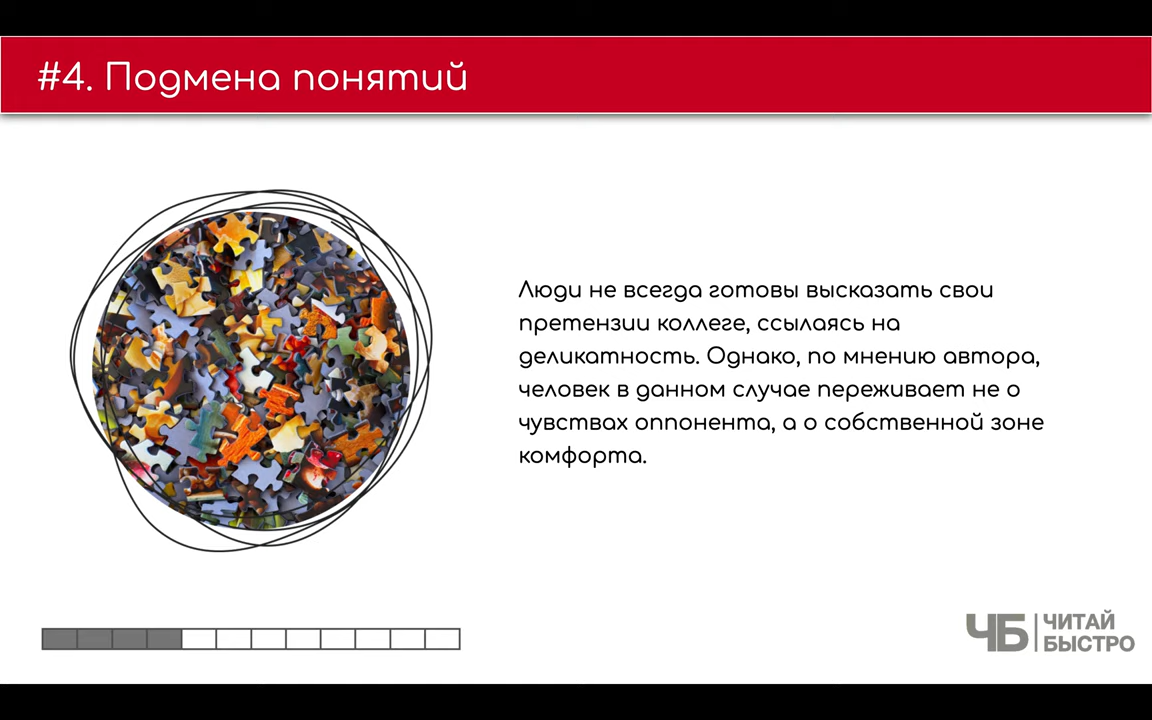 #4. Подмена понятий
Люди не всегда готовы высказать свои
претензии коллеге, ссылаясь на
деликатность. Однако, по мнению автора,
человек в данном случае переживает не о
чувствах оппонента, а о собственной зоне
комфорта.
ЧБ
ЧИТАЙ
БЫСТРО